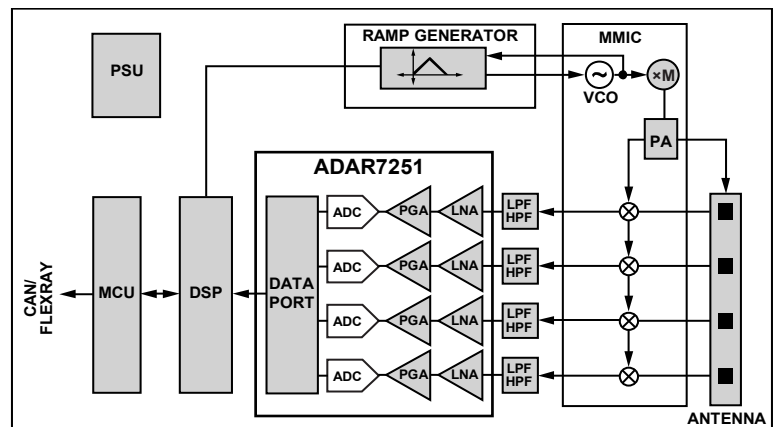 RAMP GENERATOR
MMIC
PSU
~
VCO
×M
PA
ADAR7251
ADC
PGA
LNA
LPF
HPF
ADC
PGA
LNA
LPF
HPF
ADC
PGA
LNA
LPF
HPF
ADC
PGA
LNA
LPF
HPF
DATA
PORT
DSP
MCU
CAN/
FLEXRAY
ANTENNA